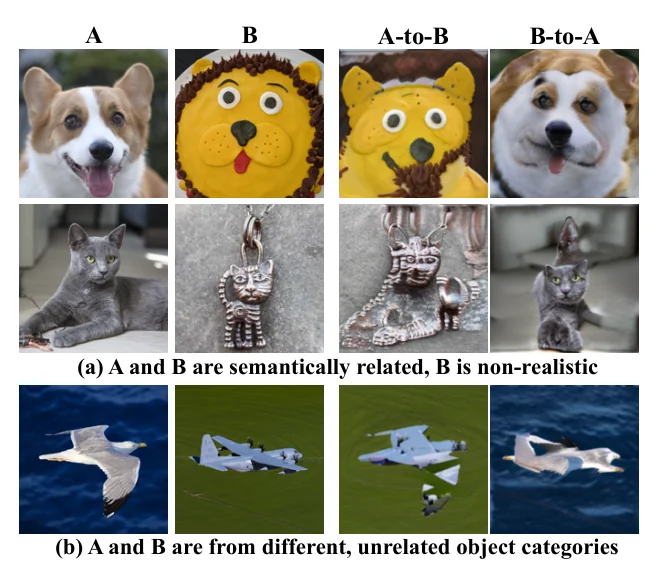 A B A-to-B B-to-A
(a) A and B are semantically related, B is non-realistic
(b) A and B are from different, unrelated object categories